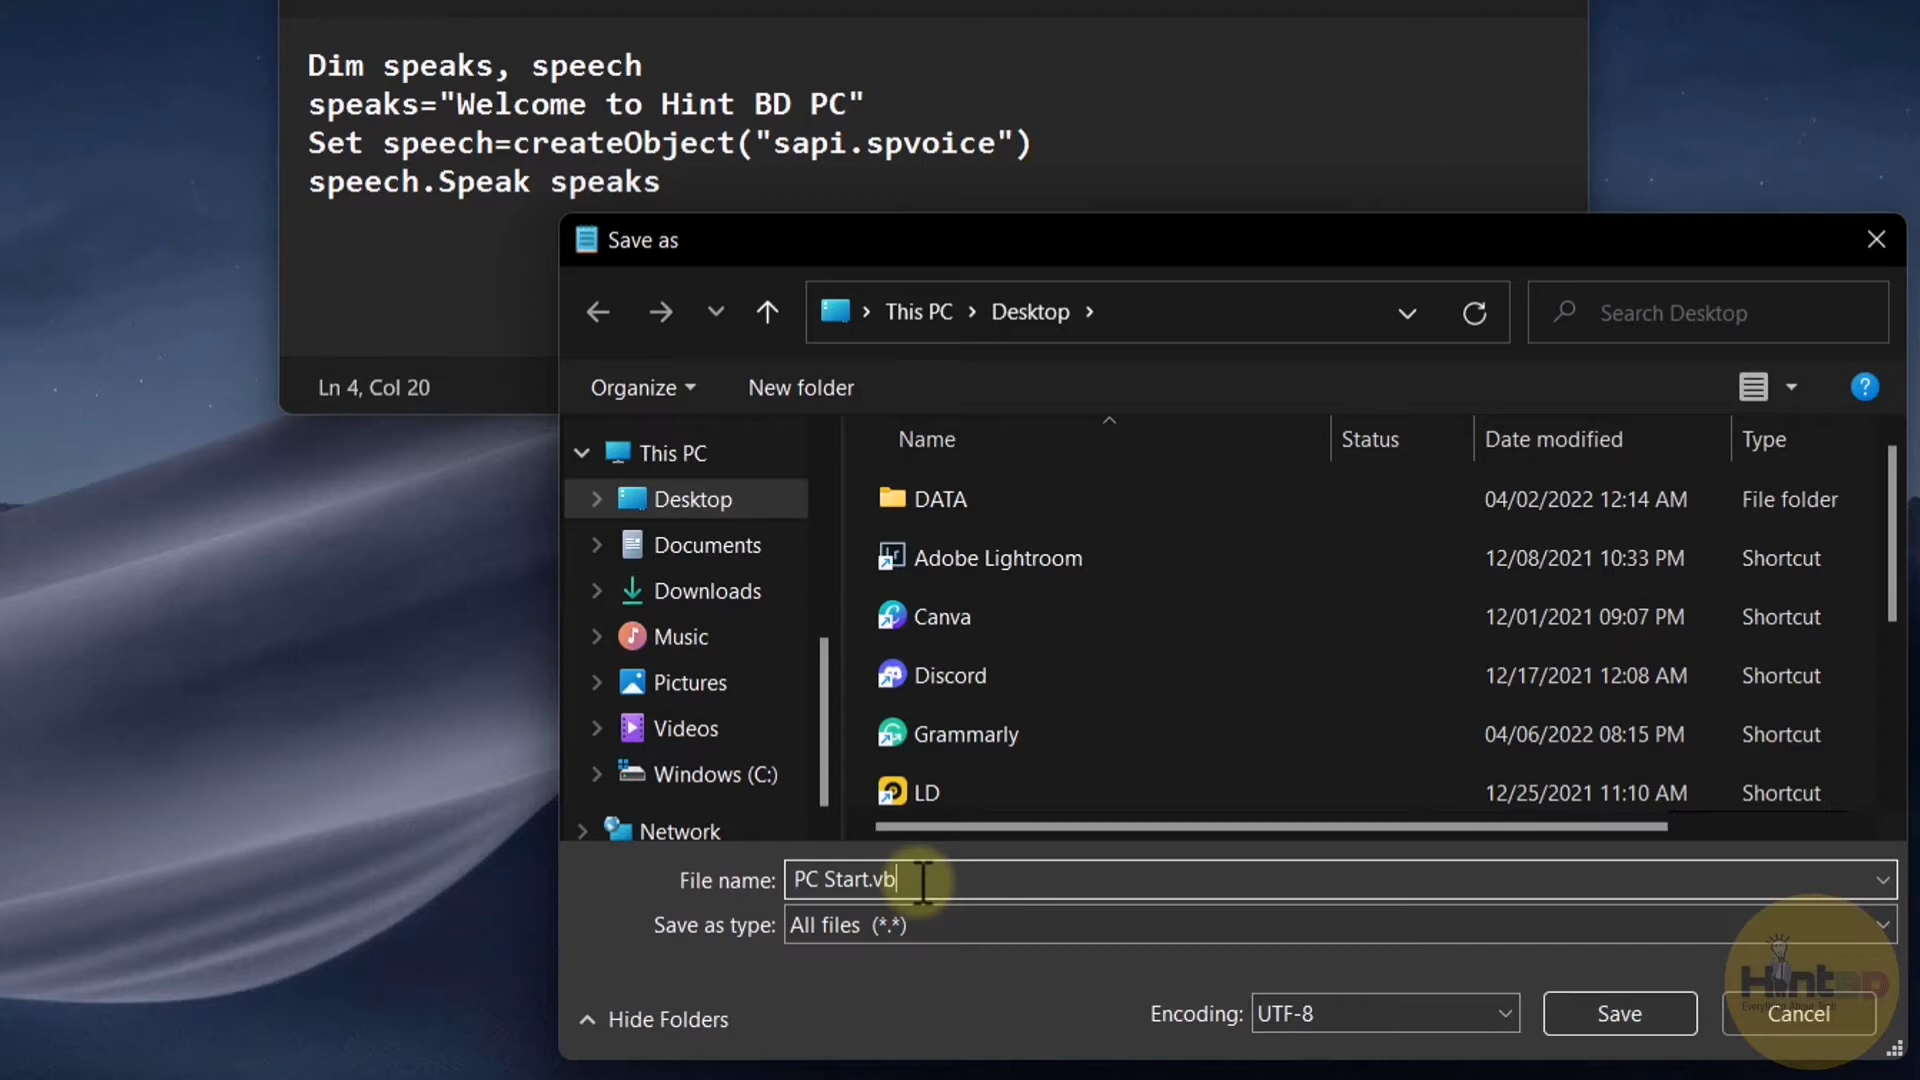 Dim speaks, speech
speaks="Welcome to Hint BD PC"
Set speech=createObject("sapi.spvoice")
speech.Speak speaks
Ln 4, Col 20
Save as
This PC > Desktop >
Search Desktop
Organize
New folder
This PC
Desktop
Documents
Downloads
Music
Pictures
Videos
Windows (C:)
Network
Name Status Date modified Type
DATA 04/02/2022 12:14 AM File folder
Adobe Lightroom 12/08/2021 10:33 PM Shortcut
Canva 12/01/2021 09:07 PM Shortcut
Discord 12/17/2021 12:08 AM Shortcut
Grammarly 04/06/2022 08:15 PM Shortcut
LD 12/25/2021 11:10 AM Shortcut
File name: PC Start.vb
Save as type: All files (*.*)
HintBD
Everything About Tech
Hide Folders
Encoding: UTF-8
Save
Cancel